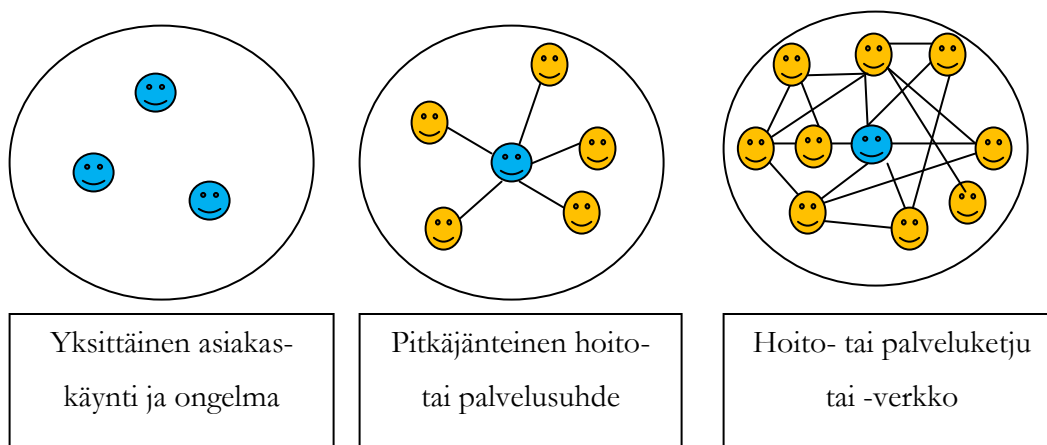 Yksittäinen asiakas-
käynti ja ongelma
Pitkäjänteinen hoito-
tai palvelusuhde
Hoito- tai palveluketju
tai -verkko